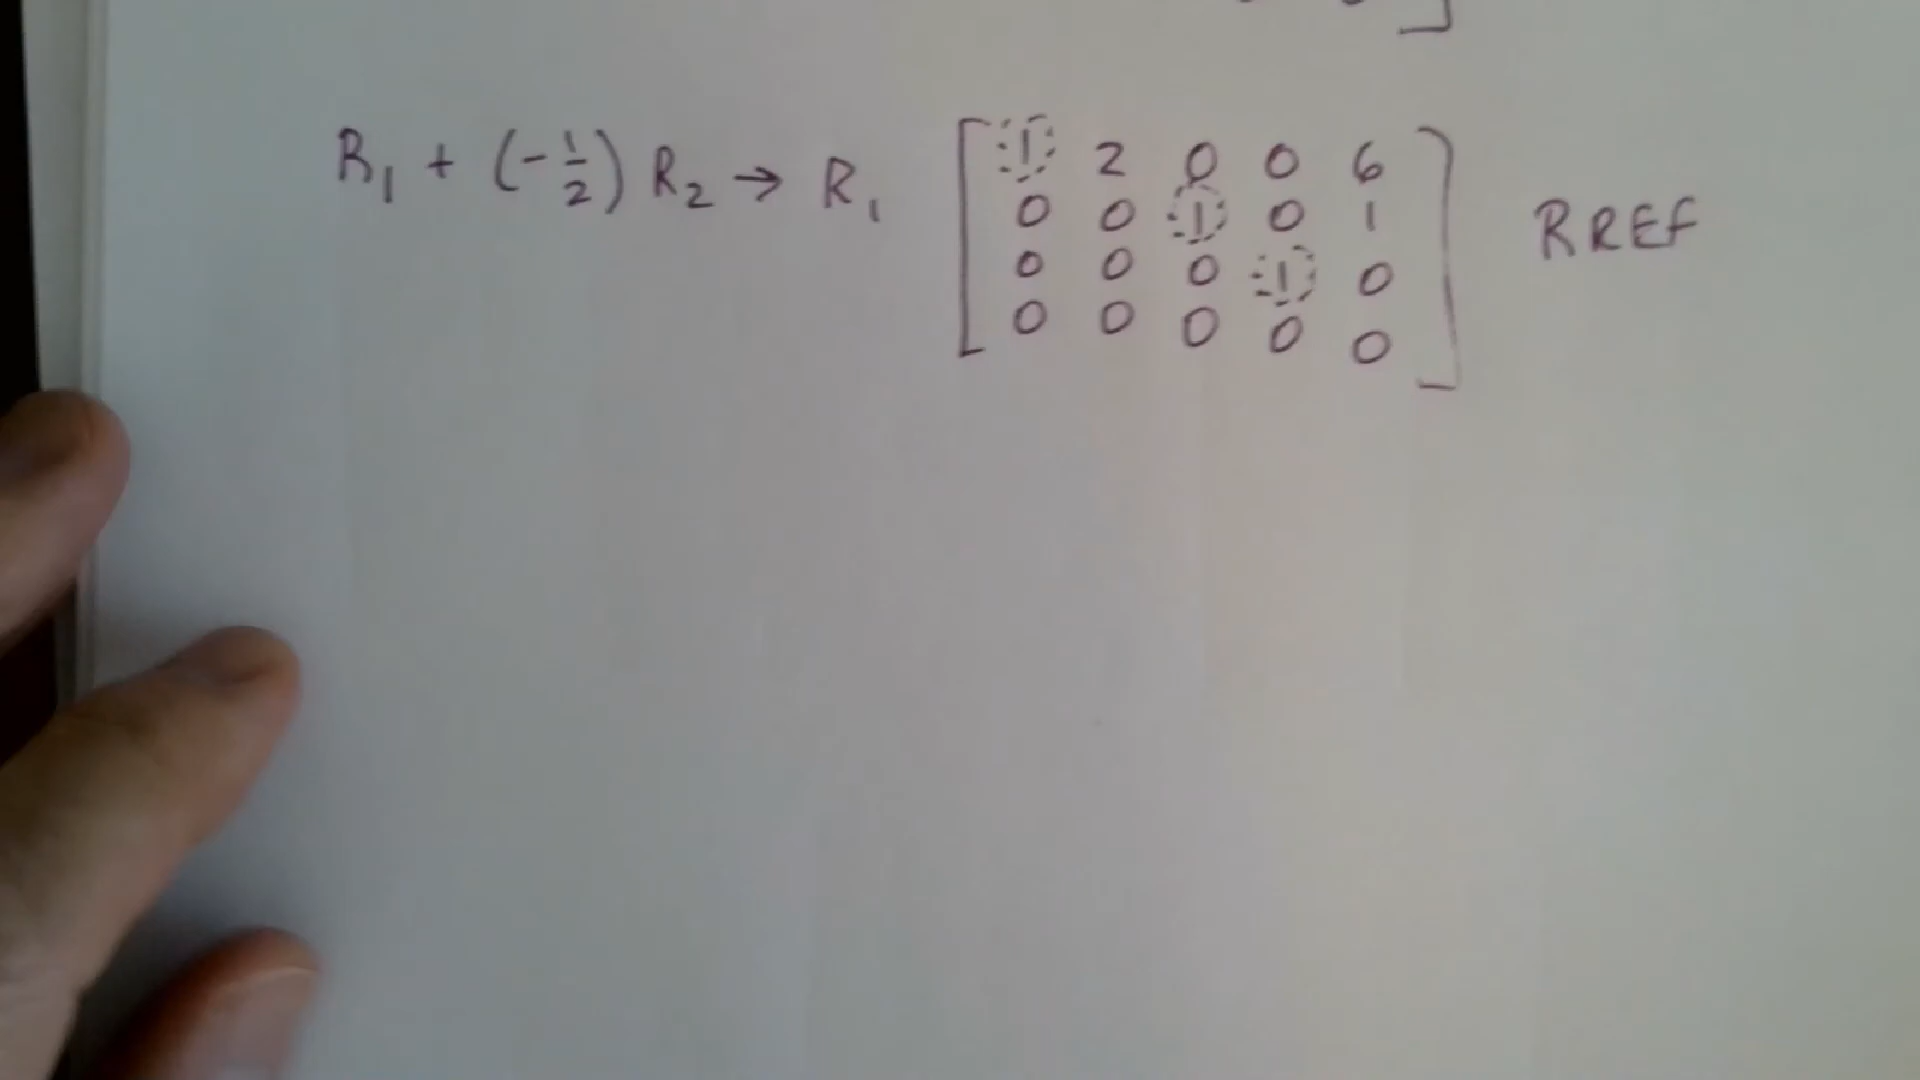 R₁ + (-1/2) R₂ → R₁ [1 2 0 0 6] RREF
0 0 1 0 1
0 0 0 1 0
0 0 0 0 0